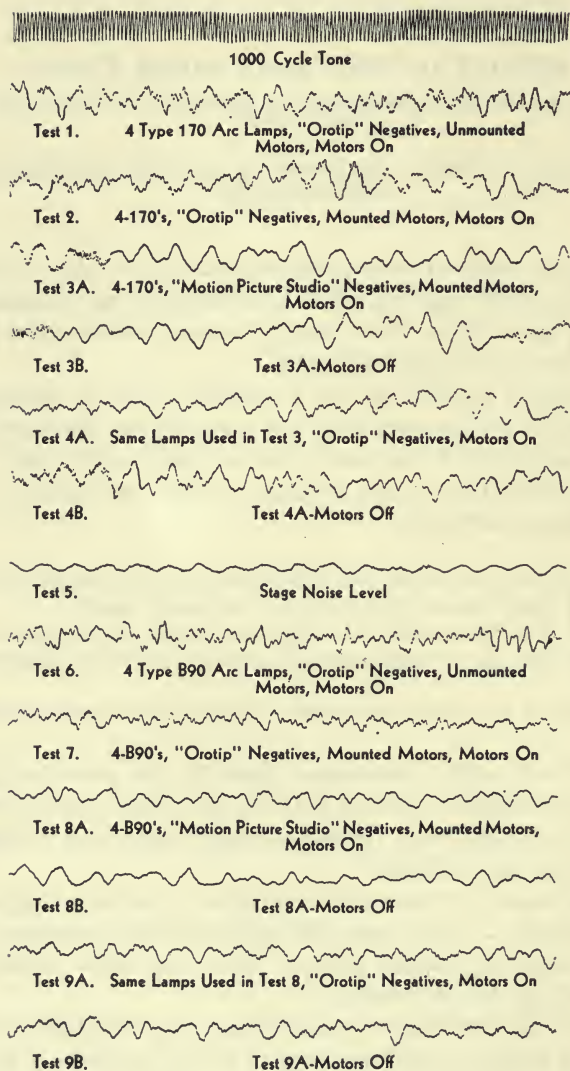 1000 Cycle Tone
Test 1. 4 Type 170 Arc Lamps, "Orotip" Negatives, Unmounted
Motors, Motors On
Test 2. 4-170's, "Orotip" Negatives, Mounted Motors, Motors On
Test 3A. 4-170's, "Motion Picture Studio" Negatives, Mounted Motors,
Motors On
Test 3B. Test 3A-Motors Off
Test 4A. Same Lamps Used in Test 3, "Orotip" Negatives, Motors On
Test 4B. Test 4A-Motors Off
Test 5. Stage Noise Level
Test 6. 4 Type B90 Arc Lamps, "Orotip" Negatives, Unmounted
Motors, Motors On
Test 7. 4-B90's, "Orotip" Negatives, Mounted Motors, Motors On
Test 8A. 4-B90's, "Motion Picture Studio" Negatives, Mounted Motors,
Motors On
Test 8B. Test 8A-Motors Off
Test 9A. Same Lamps Used in Test 8, "Orotip" Negatives, Motors On
Test 9B. Test 9A-Motors Off